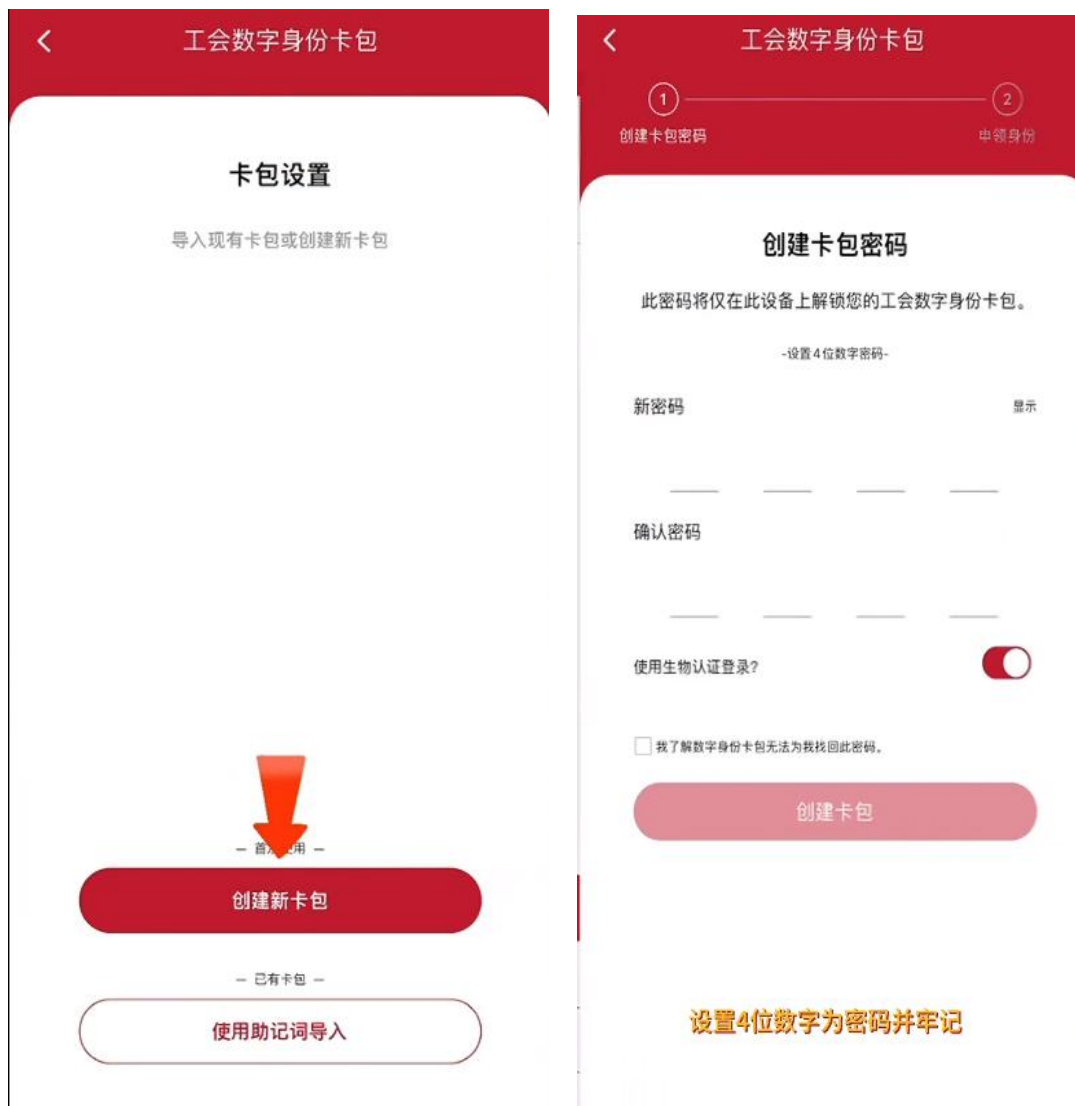 工会数字身份卡包
卡包设置
导入现有卡包或创建新卡包
创建新卡包
— 已有卡包 —
使用助记词导入
工会数字身份卡包
1
2
创建卡包密码
申领身份
创建卡包密码
此密码将仅在此设备上解锁您的工会数字身份卡包。
-设置4位数字密码-
新密码
显示
确认密码
使用生物认证登录?
我了解数字身份卡包无法为我找回此密码。
创建卡包
设置4位数字为密码并牢记